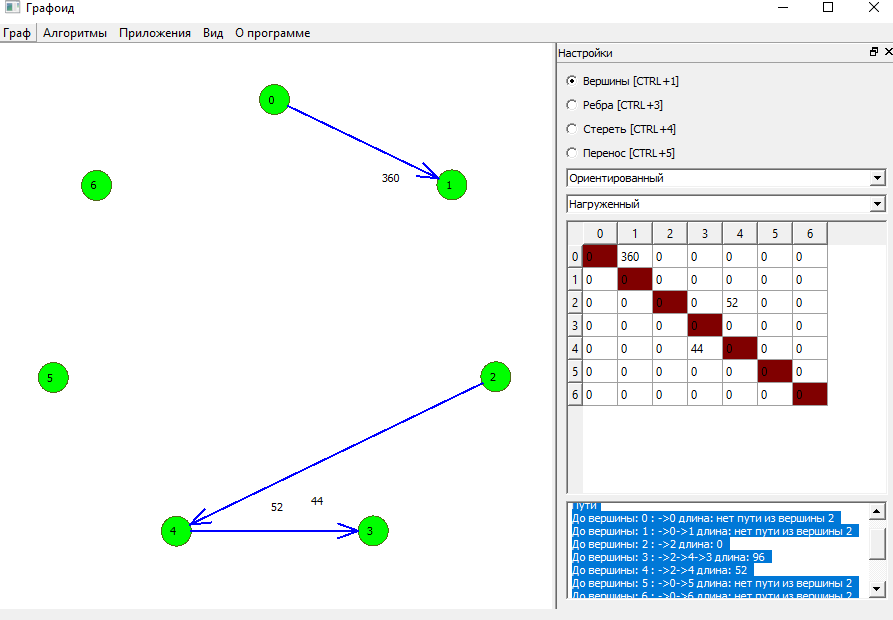 Графоид
Граф Алгоритмы Приложения Вид О программе
Настройки
Вершины [CTRL+1]
Ребра [CTRL+3]
Стереть [CTRL+4]
Перенос [CTRL+5]
Ориентированный
Нагруженный
0 1 2 3 4 5 6
0 0 360 0 0 0 0 0
1 0 0 0 0 0 0 0
2 0 0 0 0 52 0 0
3 0 0 0 0 0 0 0
4 0 0 0 44 0 0 0
5 0 0 0 0 0 0 0
6 0 0 0 0 0 0 0
Пути
До вершины: 0 : ->0 длина: нет пути из вершины 2
До вершины: 1 : ->0->1 длина: нет пути из вершины 2
До вершины: 2 : ->2 длина: 0
До вершины: 3 : ->2->4->3 длина: 96
До вершины: 4 : ->2->4 длина: 52
До вершины: 5 : ->0->5 длина: нет пути из вершины 2
До вершины: 6 : ->0->6 длина: нет пути из вершины 2
0
360
1
6
5
2
52
44
4
3